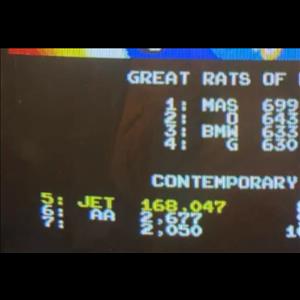 GREAT RATS OF
1: MAS 699
2: O 643
3: BMW 633
4: G 630
CONTEMPORARY
5: JET 168,047
6: AA 2,677
7: 2,050